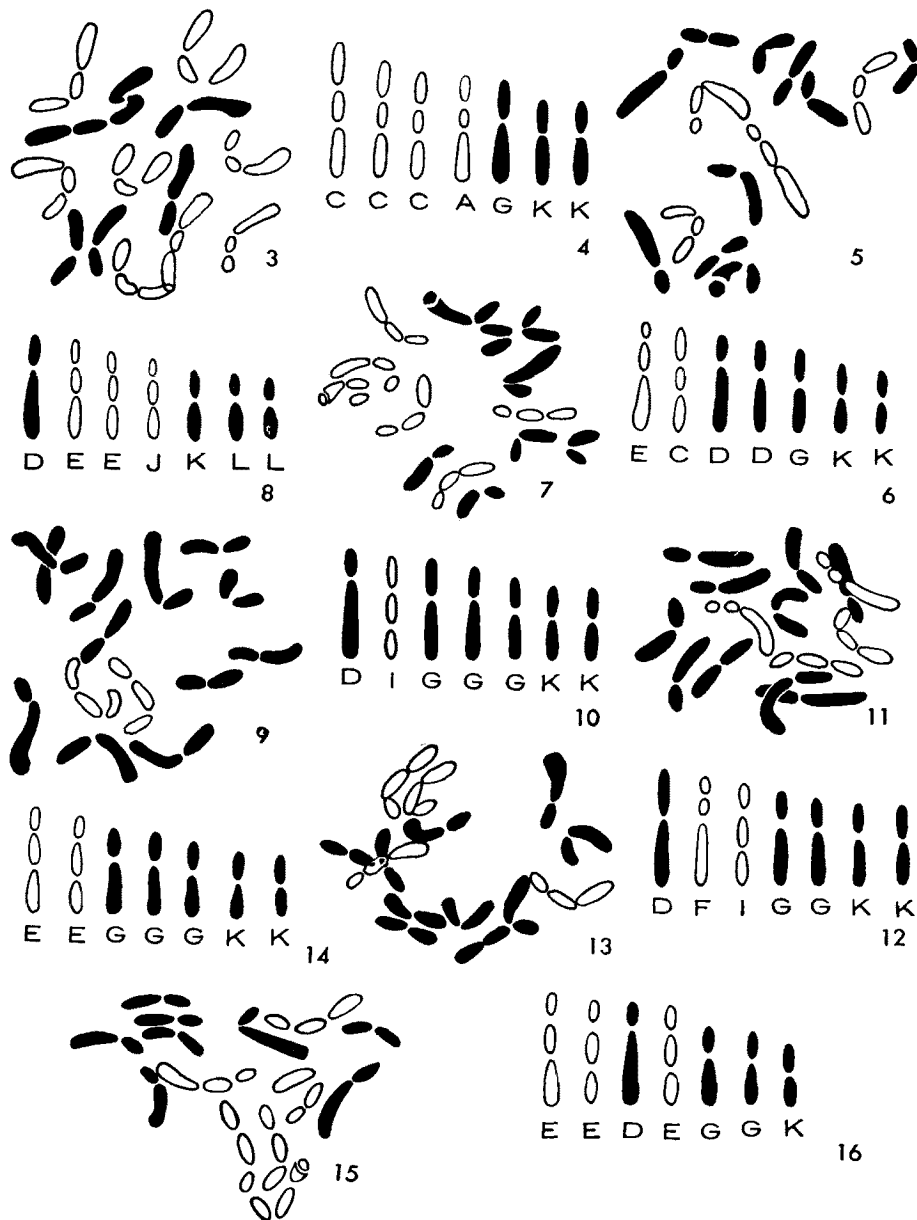 3
C C C A G K K
4
5
D E E J K L L
8
7
E C D D G K K
6
9
D I G G G K K
10
11
E E G G G K K
14
13
D F I G G K K
12
15
E E D E G G K
16